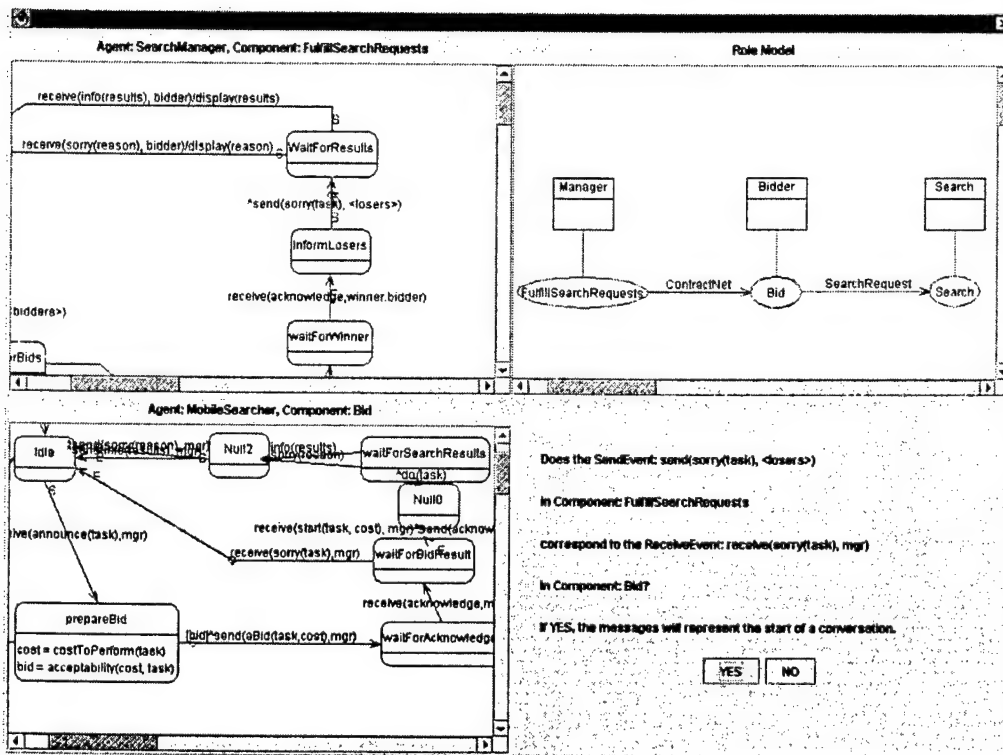 Agent: SearchManager, Component: FulfillSearchRequests
receive(info(results), bidder)/display(results)
S
receive(sorry(reason), bidder)/display(reason)
S
WaitForResults
^send(sorry(task), <losers>)
S
InformLosers
receive(acknowledge,winner.bidder)
bidders>)
waitForWinner
erBids
Role Model
Manager
Bidder
Search
FulfillSearchRequests
ContractNet
Bid
SearchRequest
Search
Agent: MobileSearcher, Component: Bid
Idle
Null2
info(results)
waitForSearchResults
^do(task)
S
E
Null0
ive(announce(task),mgr
receive(start(task, cost), mgr)^send(acknow
receive(sorry(task),mgr
waitForBidResult
E
receive(acknowledge,m
prepareBid
cost = costToPerform(task)
bid = acceptability(cost, task)
[bid]^send(aBid(task,cost),mgr)
waitForAcknowledge
Does the SendEvent: send(sorry(task), <losers>)
in Component: FulfillSearchRequests
correspond to the ReceiveEvent: receive(sorry(task), mgr)
in Component: Bid?
If YES, the messages will represent the start of a conversation.
YES
NO